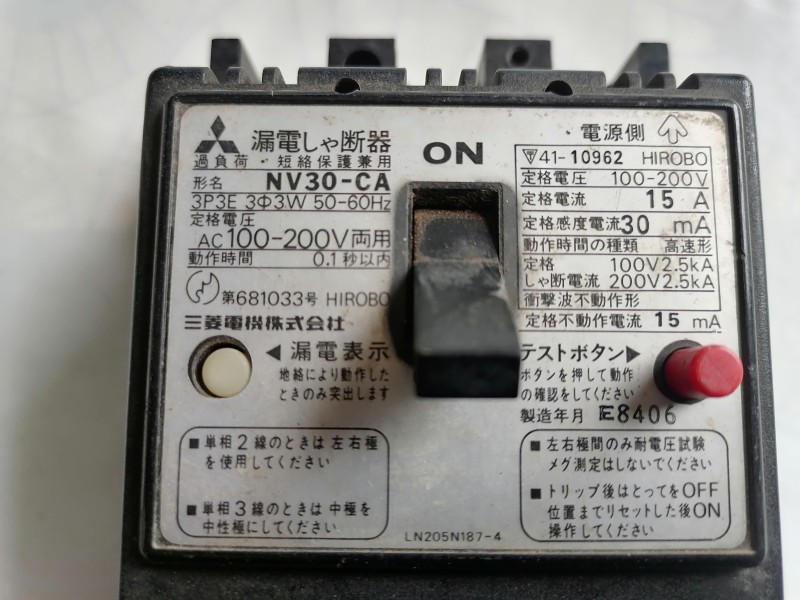 漏電しゃ断器
過負荷・短絡保護兼用
形名 NV30-CA
3P3E 3Φ3W 50-60Hz
定格電圧
AC100-200V両用
動作時間 0.1秒以内
第681033号 HIROBO
三菱電機株式会社
ON
電源側
41-10962 HIROBO
定格電圧 100-200V
定格電流 15 A
定格感度電流 30 mA
動作時間の種類 高速形
定格 100V2.5kA
しゃ断電流 200V2.5kA
衝撃波不動作形
定格不動作電流 15 mA
◀漏電表示
地絡により動作した
ときのみ突出します
テストボタン▶
ボタンを押して動作
の確認をしてください
製造年月 E8406
■単相2線のときは左右極
を使用してください
■単相3線のときは中極を
中性極にしてください
■左右極間のみ耐電圧試験
メグ測定はしないでください
■トリップ後はとってをOFF
位置までリセットした後ON
操作してください
LN205N187-4